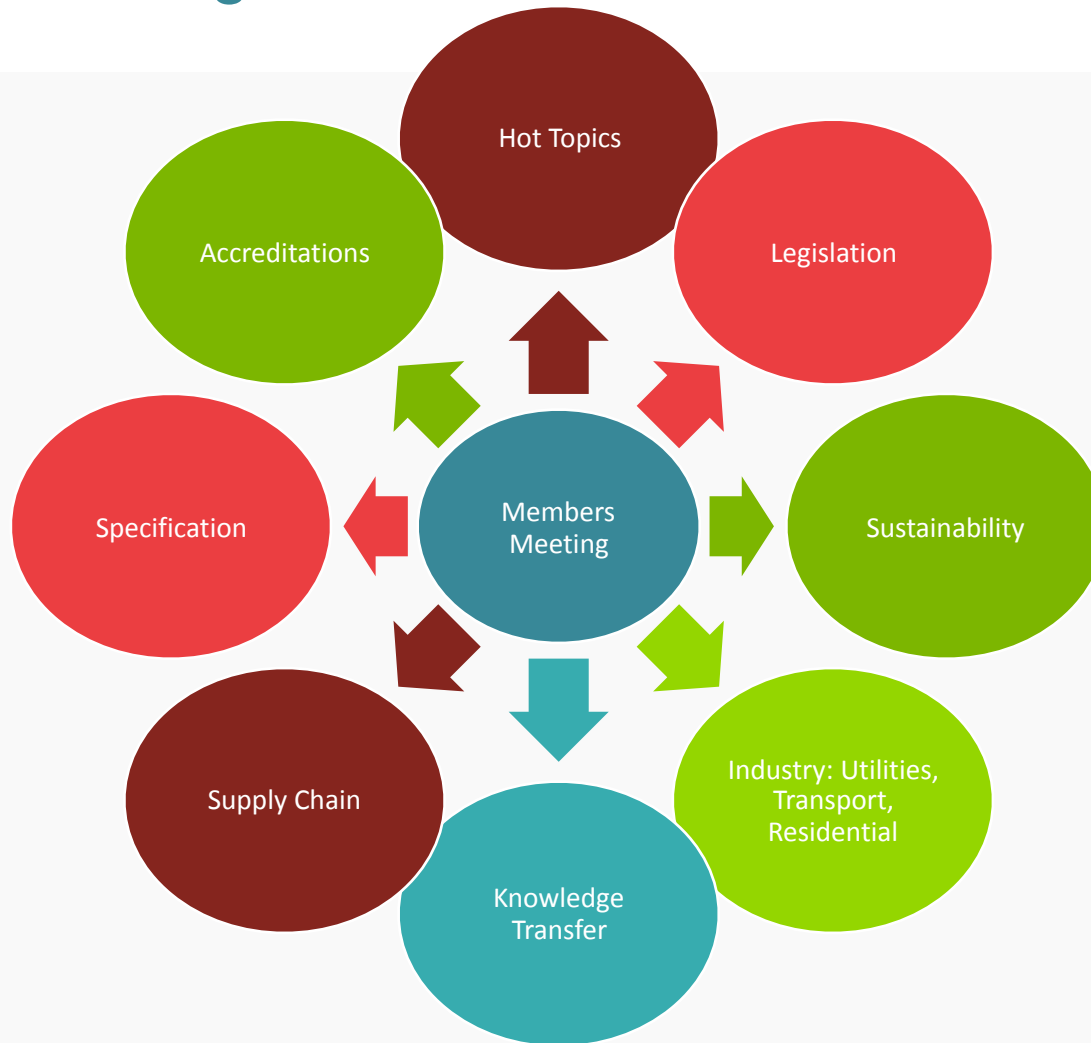 Hot Topics
Accreditations
Legislation
Specification
Members
Meeting
Sustainability
Supply Chain
Industry: Utilities,
Transport,
Residential
Knowledge
Transfer